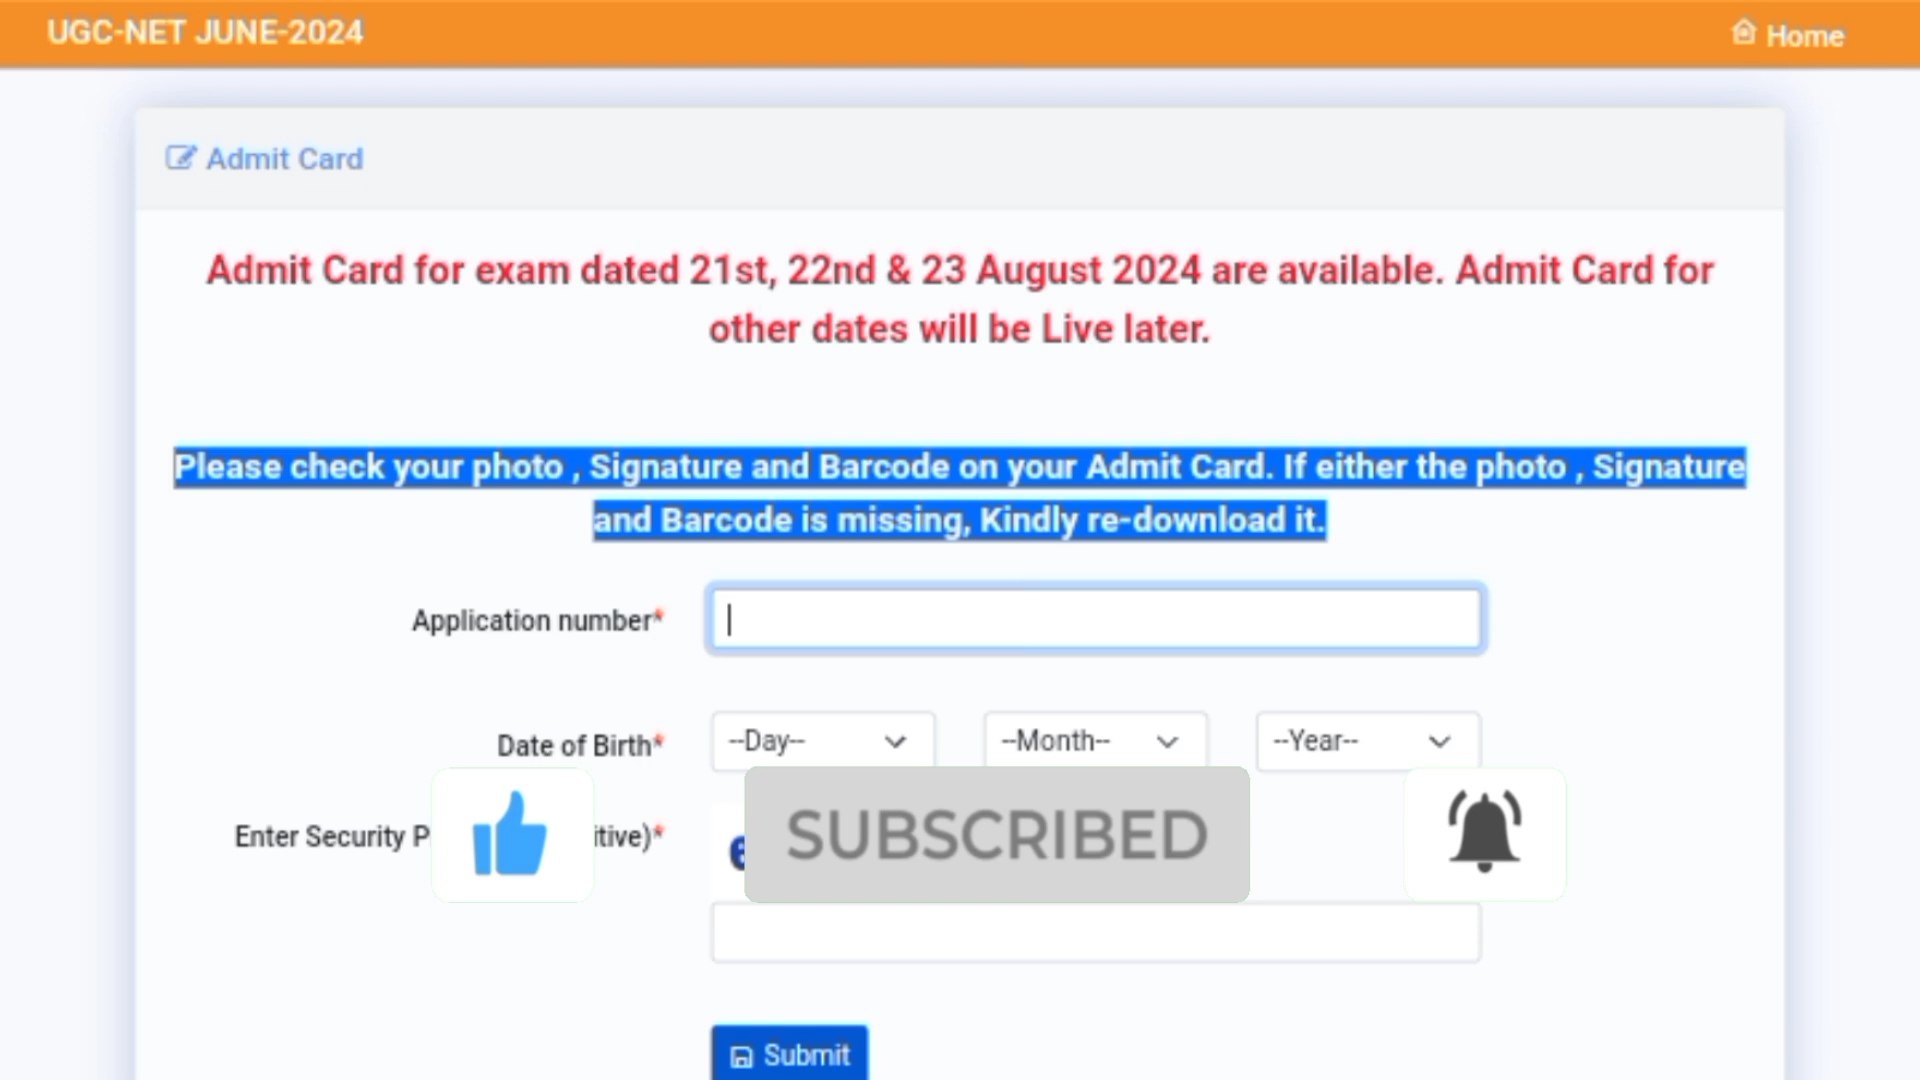 UGC-NET JUNE-2024
Home
Admit Card
Admit Card for exam dated 21st, 22nd & 23 August 2024 are available. Admit Card for
other dates will be Live later.
Please check your photo , Signature and Barcode on your Admit Card. If either the photo , Signature
and Barcode is missing, Kindly re-download it.
Application number*
Date of Birth*
--Day--
--Month--
--Year--
Enter Security P
itive)*
SUBSCRIBED
Submit